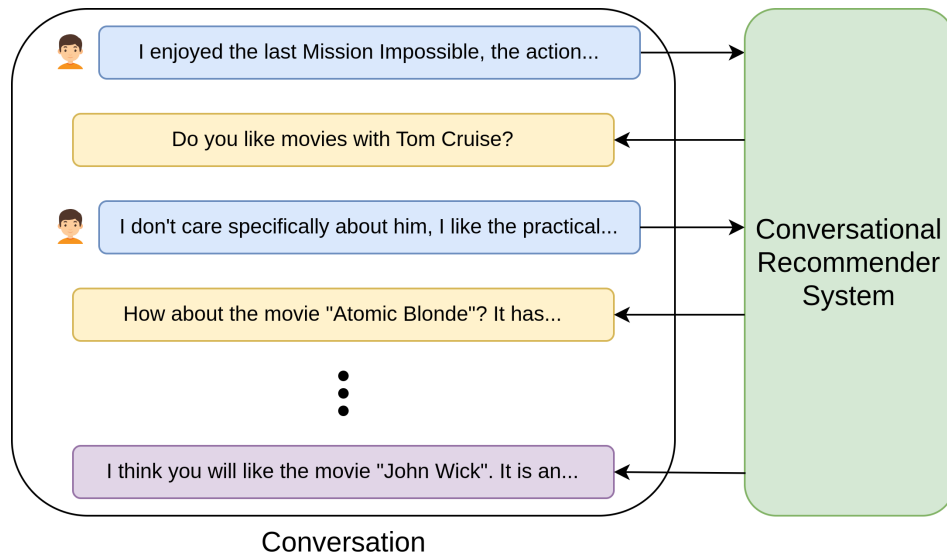 I enjoyed the last Mission Impossible, the action...
Do you like movies with Tom Cruise?
I don't care specifically about him, I like the practical...
How about the movie "Atomic Blonde"? It has...
I think you will like the movie "John Wick". It is an...
Conversation
Conversational
Recommender
System